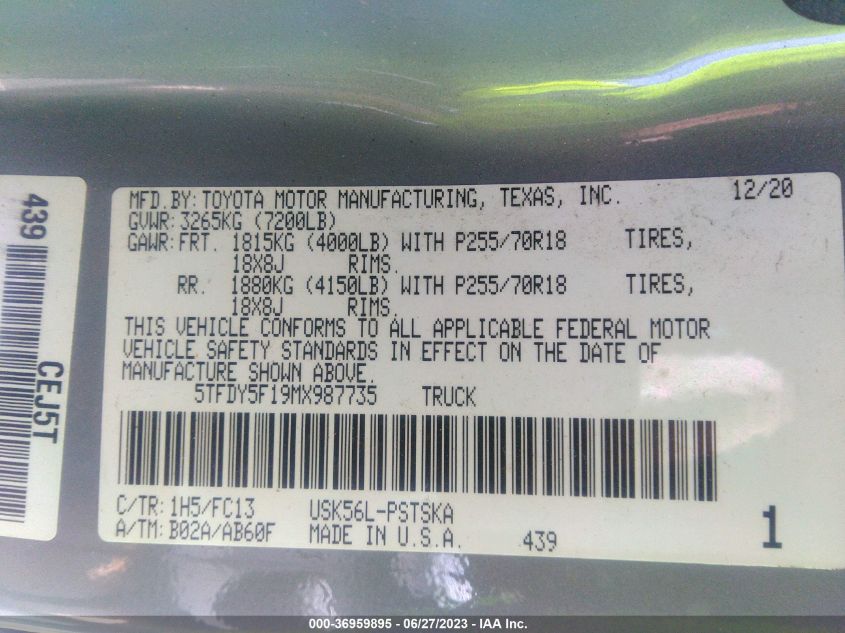 439
CEJ5T
MFD.BY:TOYOTA MOTOR MANUFACTURING, TEXAS, INC. 12/20
GVWR:3265KG (7200LB)
GAWR:FRT. 1815KG (4000LB) WITH P255/70R18 TIRES,
18X8J RIMS.
RR. 1880KG (4150LB) WITH P255/70R18 TIRES,
18X8J RIMS.
THIS VEHICLE CONFORMS TO ALL APPLICABLE FEDERAL MOTOR
VEHICLE SAFETY STANDARDS IN EFFECT ON THE DATE OF
MANUFACTURE SHOWN ABOVE.
5TFDY5F19MX987735 TRUCK
C/TR:1H5/FC13 USK56L-PSTSKA
A/TM:B02A/AB60F MADE IN U.S.A. 439 1
000-36959895 - 06/27/2023 - IAA Inc.